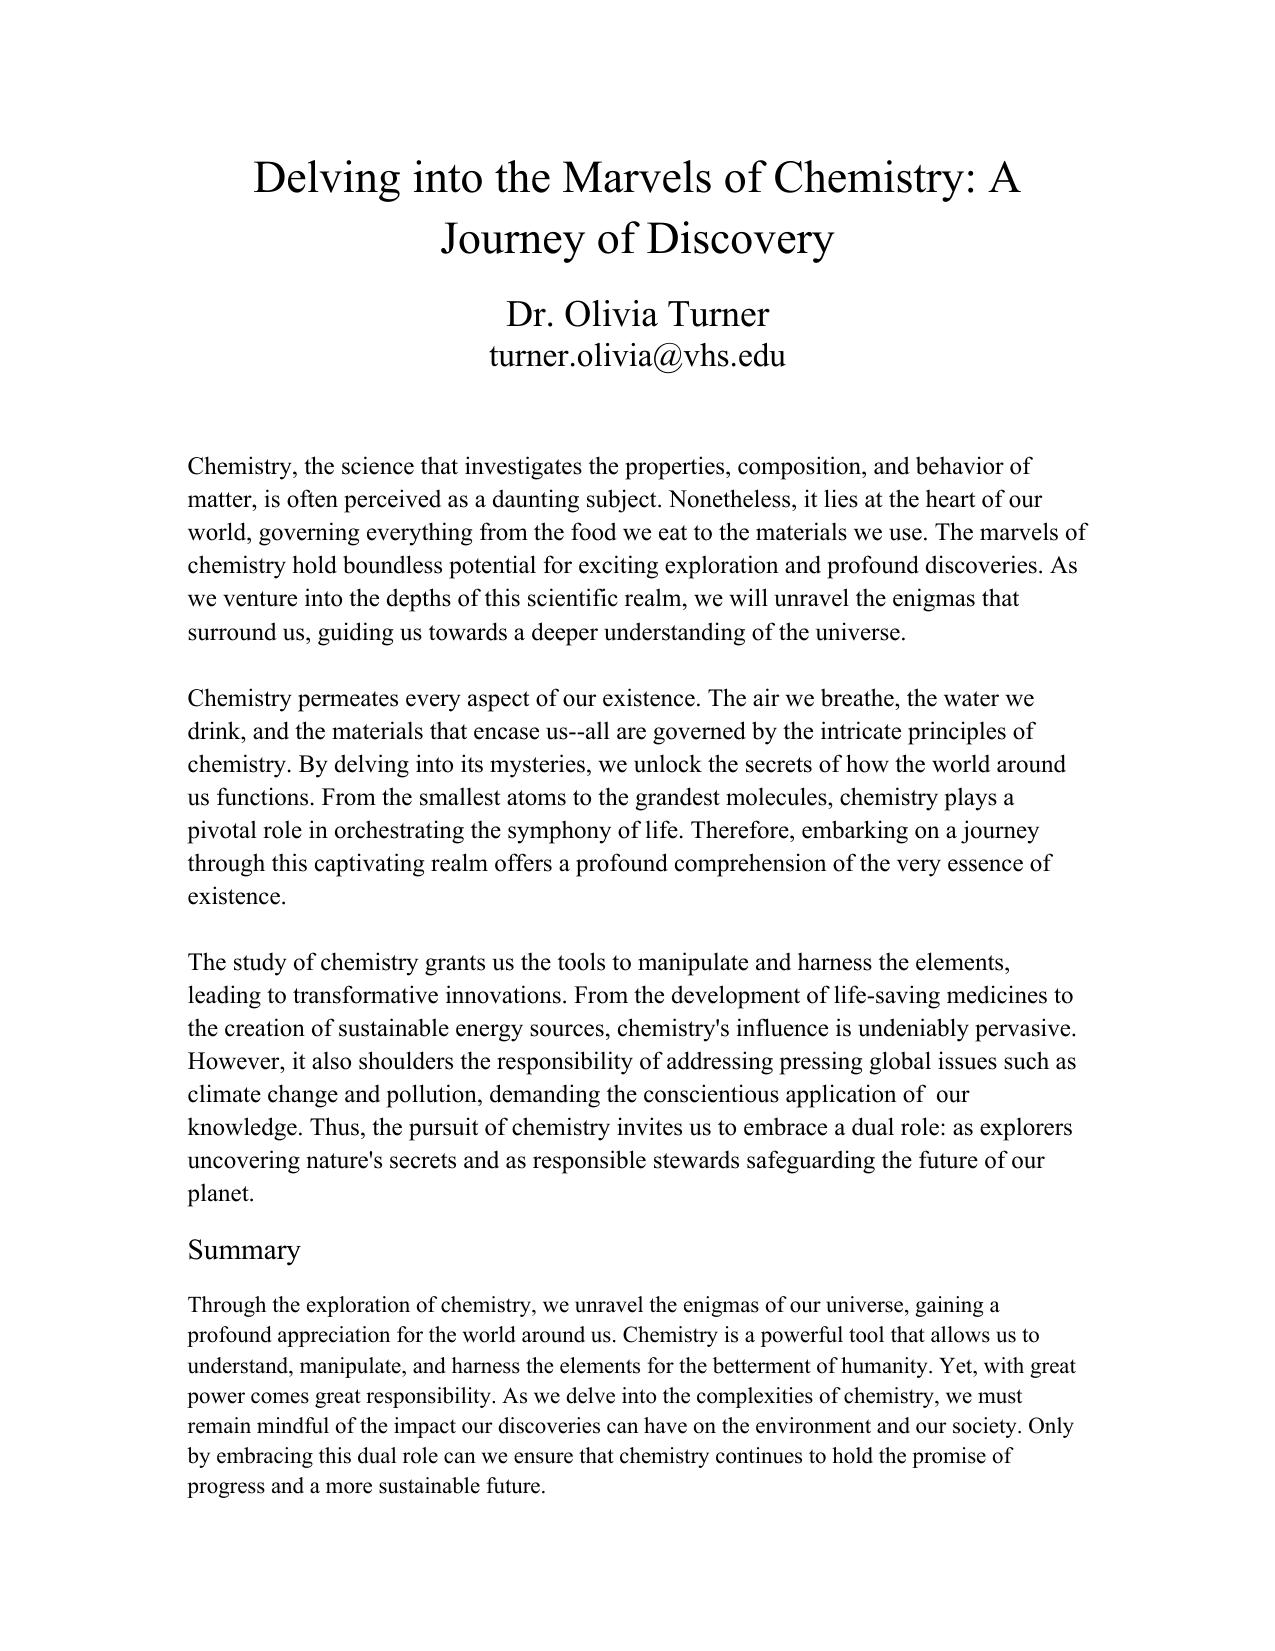 Delving into the Marvels of Chemistry: A
Journey of Discovery
Dr. Olivia Turner
turner.olivia@vhs.edu
Chemistry, the science that investigates the properties, composition, and behavior of
matter, is often perceived as a daunting subject. Nonetheless, it lies at the heart of our
world, governing everything from the food we eat to the materials we use. The marvels of
chemistry hold boundless potential for exciting exploration and profound discoveries. As
we venture into the depths of this scientific realm, we will unravel the enigmas that
surround us, guiding us towards a deeper understanding of the universe.
Chemistry permeates every aspect of our existence. The air we breathe, the water we
drink, and the materials that encase us--all are governed by the intricate principles of
chemistry. By delving into its mysteries, we unlock the secrets of how the world around
us functions. From the smallest atoms to the grandest molecules, chemistry plays a
pivotal role in orchestrating the symphony of life. Therefore, embarking on a journey
through this captivating realm offers a profound comprehension of the very essence of
existence.
The study of chemistry grants us the tools to manipulate and harness the elements,
leading to transformative innovations. From the development of life-saving medicines to
the creation of sustainable energy sources, chemistry's influence is undeniably pervasive.
However, it also shoulders the responsibility of addressing pressing global issues such as
climate change and pollution, demanding the conscientious application of  our
knowledge. Thus, the pursuit of chemistry invites us to embrace a dual role: as explorers
uncovering nature's secrets and as responsible stewards safeguarding the future of our
planet.
Summary
Through the exploration of chemistry, we unravel the enigmas of our universe, gaining a
profound appreciation for the world around us. Chemistry is a powerful tool that allows us to
understand, manipulate, and harness the elements for the betterment of humanity. Yet, with great
power comes great responsibility. As we delve into the complexities of chemistry, we must
remain mindful of the impact our discoveries can have on the environment and our society. Only
by embracing this dual role can we ensure that chemistry continues to hold the promise of
progress and a more sustainable future.